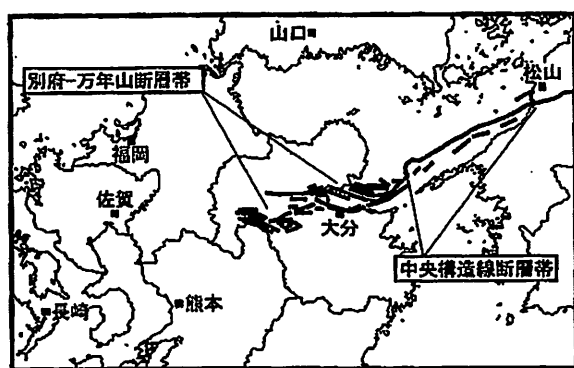 山口
松山
別府-万年山断層帯
福岡
佐賀
大分
中央構造線断層帯
長崎
熊本